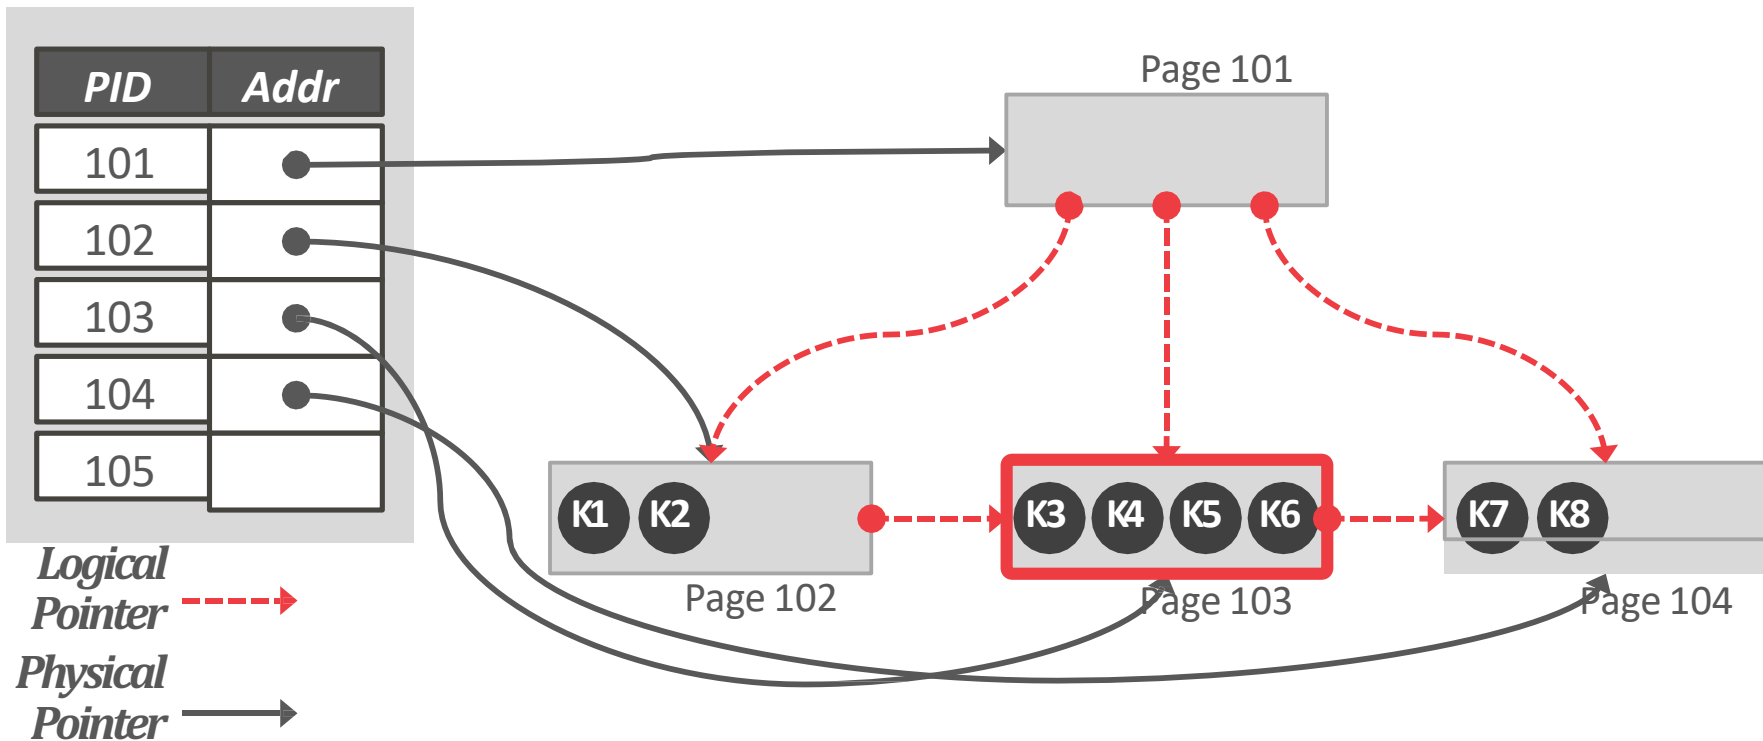 PID Addr
101
102
103
104
105
Logical
Pointer
Physical
Pointer
Page 101
K1 K2
Page 102
K3 K4 K5 K6
Page 103
K7 K8
Page 104